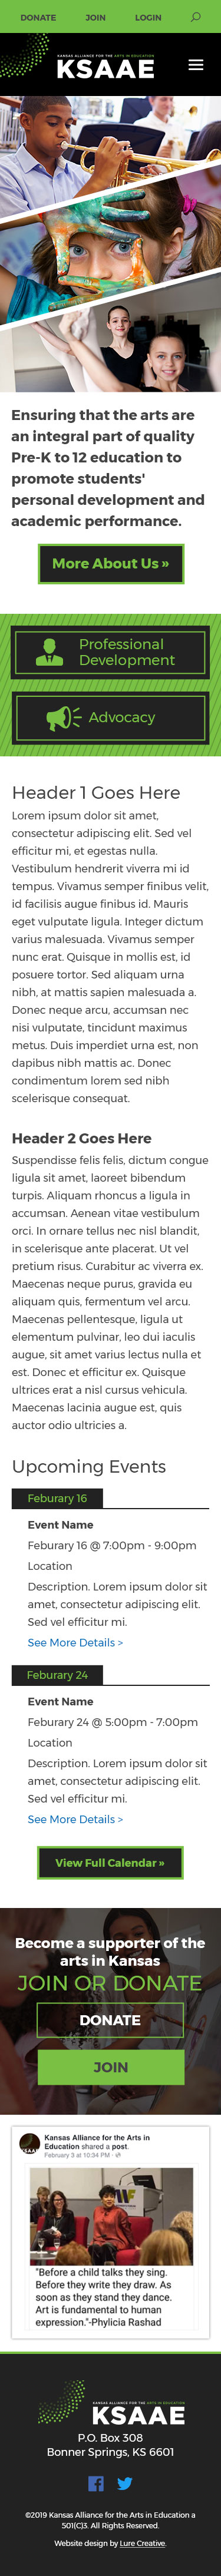 DONATE JOIN LOGIN
KANSAS ALLIANCE FOR THE ARTS IN EDUCATION
KSAAE
Ensuring that the arts are
an integral part of quality
Pre-K to 12 education to
promote students'
personal development and
academic performance.
More About Us »
Professional
Development
Advocacy
Header 1 Goes Here
Lorem ipsum dolor sit amet,
consectetur adipiscing elit. Sed vel
efficitur mi, et egestas nulla.
Vestibulum hendrerit viverra mi id
tempus. Vivamus semper finibus velit,
id facilisis augue finibus id. Mauris
eget vulputate ligula. Integer dictum
varius malesuada. Vivamus semper
nunc erat. Quisque in mollis est, id
posuere tortor. Sed aliquam urna
nibh, at mattis sapien malesuada a.
Donec neque arcu, accumsan nec
nisi vulputate, tincidunt maximus
metus. Duis imperdiet urna est, non
dapibus nibh mattis ac. Donec
condimentum lorem sed nibh
scelerisque consequat.
Header 2 Goes Here
Suspendisse felis felis, dictum congue
ligula sit amet, laoreet bibendum
turpis. Aliquam rhoncus a ligula in
accumsan. Aenean vitae vestibulum
orci. In ornare tellus nec nisl blandit,
in scelerisque ante placerat. Ut vel
pretium risus. Curabitur ac viverra ex.
Maecenas neque purus, gravida eu
aliquam quis, fermentum vel arcu.
Maecenas pellentesque, ligula ut
elementum pulvinar, leo dui iaculis
augue, sit amet varius lectus nulla et
est. Donec et efficitur ex. Quisque
ultrices erat a nisl cursus vehicula.
Maecenas lacinia augue est, quis
auctor odio ultricies a.
Upcoming Events
Feburary 16
Event Name
Feburary 16 @ 7:00pm - 9:00pm
Location
Description. Lorem ipsum dolor sit
amet, consectetur adipiscing elit.
Sed vel efficitur mi.
See More Details >
Feburary 24
Event Name
Feburary 24 @ 5:00pm - 7:00pm
Location
Description. Lorem ipsum dolor sit
amet, consectetur adipiscing elit.
Sed vel efficitur mi.
See More Details >
View Full Calendar »
Become a supporter of the
arts in Kansas
JOIN OR DONATE
DONATE
JOIN
Kansas Alliance for the Arts in
Education shared a post.
February 3 at 10:34 PM
"Before a child talks they sing.
Before they write they draw. As
soon as they stand they dance.
Art is fundamental to human
expression."-Phylicia Rashad
KANSAS ALLIANCE FOR THE ARTS IN EDUCATION
KSAAE
P.O. Box 308
Bonner Springs, KS 6601
©2019 Kansas Alliance for the Arts in Education a
501(C)3. All Rights Reserved.
Website design by Lure Creative.